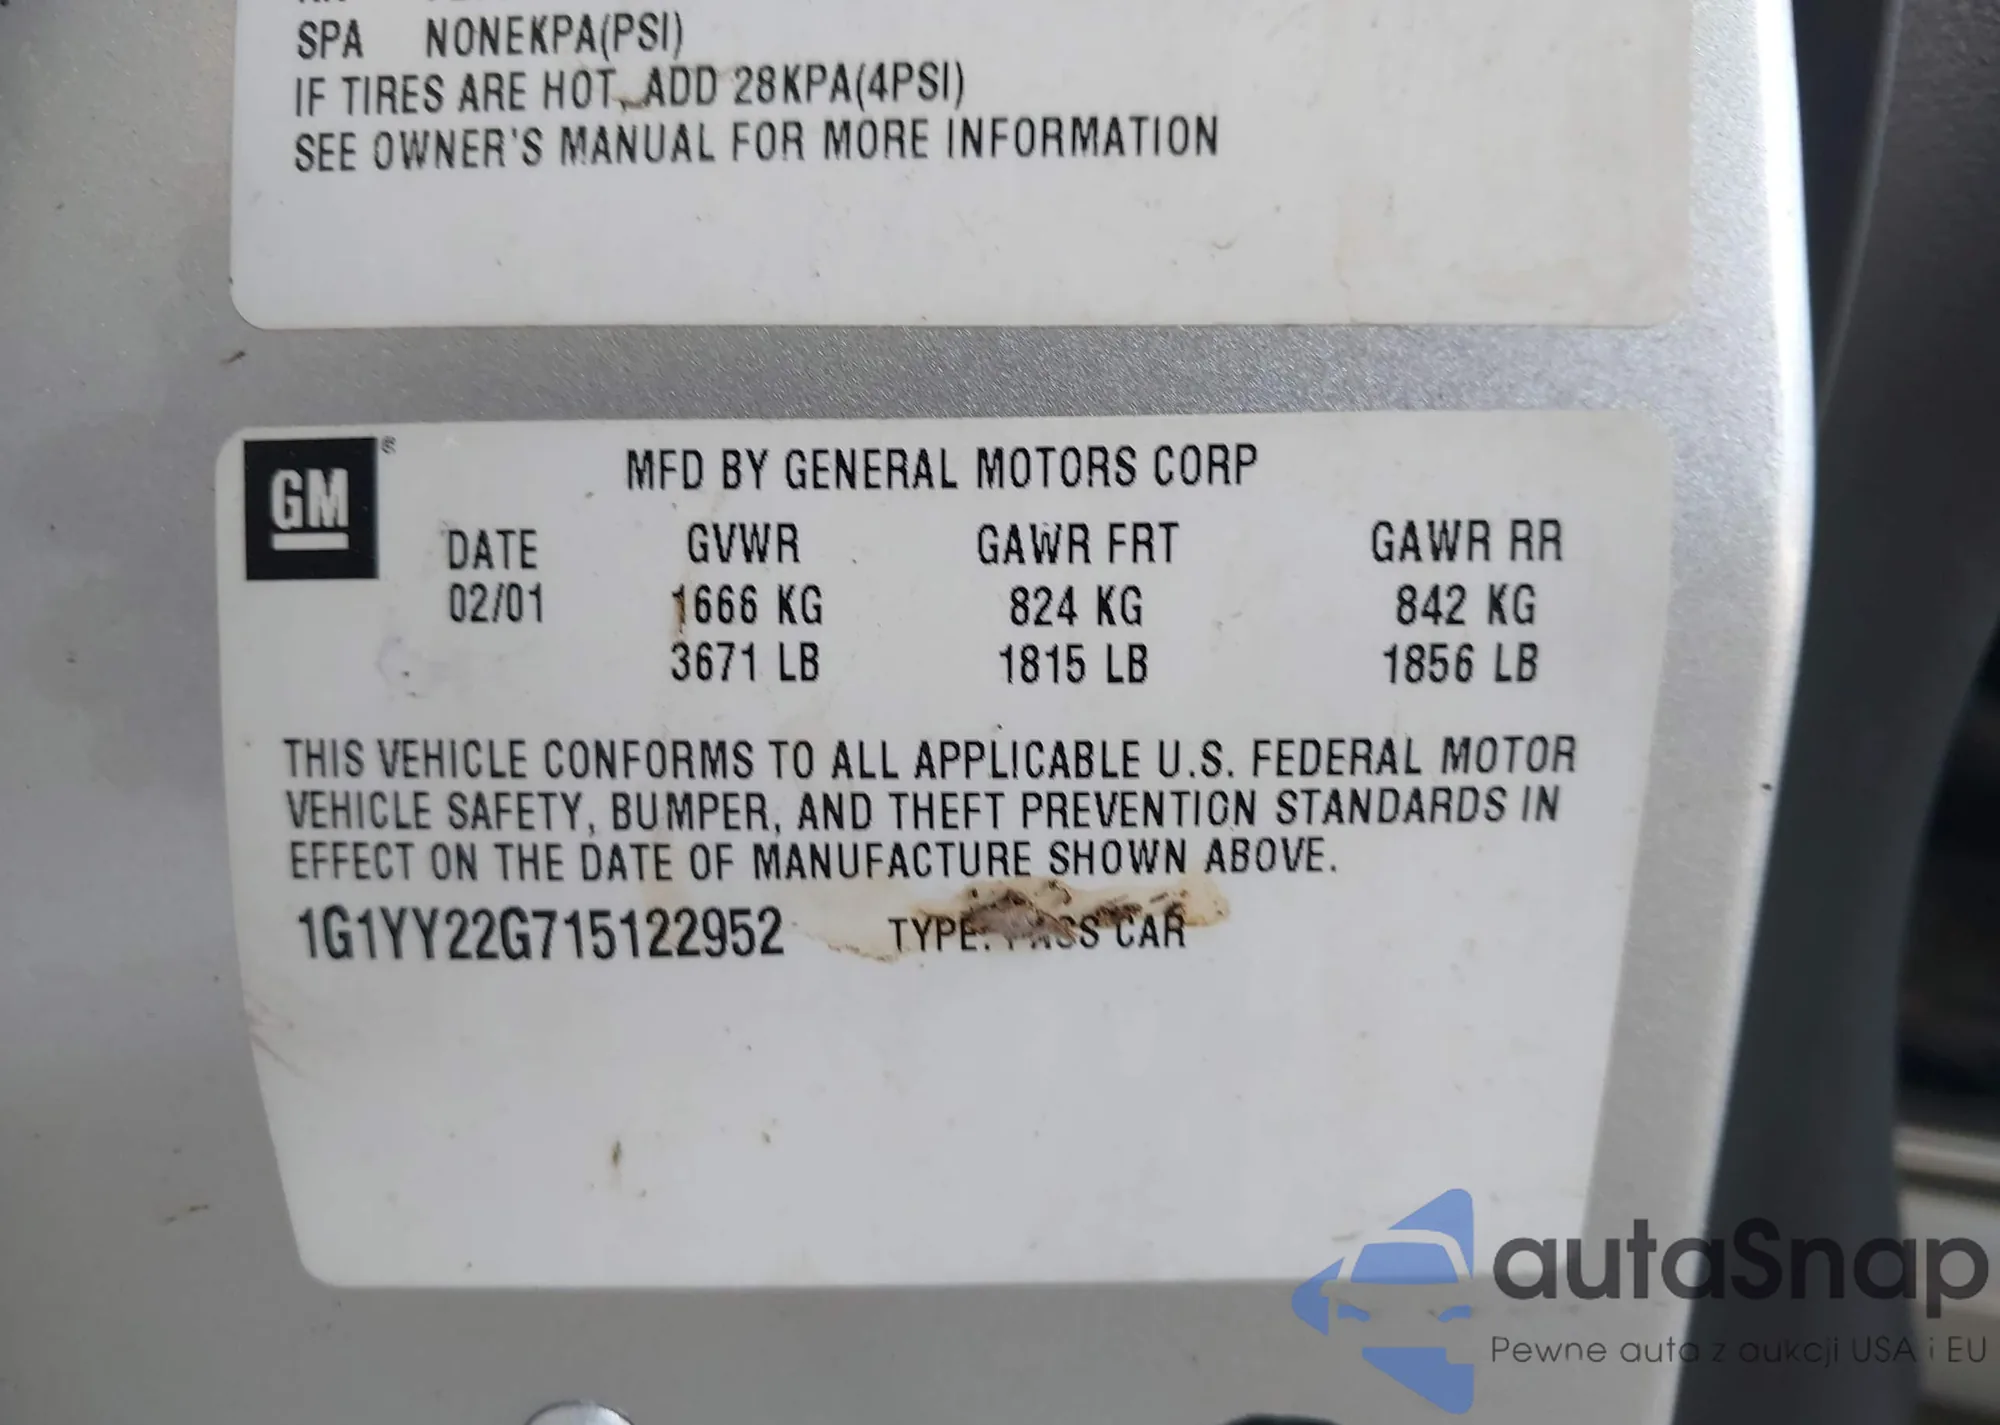 SPA NONEKPA(PSI)
IF TIRES ARE HOT, ADD 28KPA(4PSI)
SEE OWNER'S MANUAL FOR MORE INFORMATION
GM ®
MFD BY GENERAL MOTORS CORP
DATE GVWR GAWR FRT GAWR RR
02/01 1666 KG 824 KG 842 KG
3671 LB 1815 LB 1856 LB
THIS VEHICLE CONFORMS TO ALL APPLICABLE U.S. FEDERAL MOTOR
VEHICLE SAFETY, BUMPER, AND THEFT PREVENTION STANDARDS IN
EFFECT ON THE DATE OF MANUFACTURE SHOWN ABOVE.
1G1YY22G715122952 TYPE: PASS CAR
autaSnap
Pewne auta z aukcji USA i EU